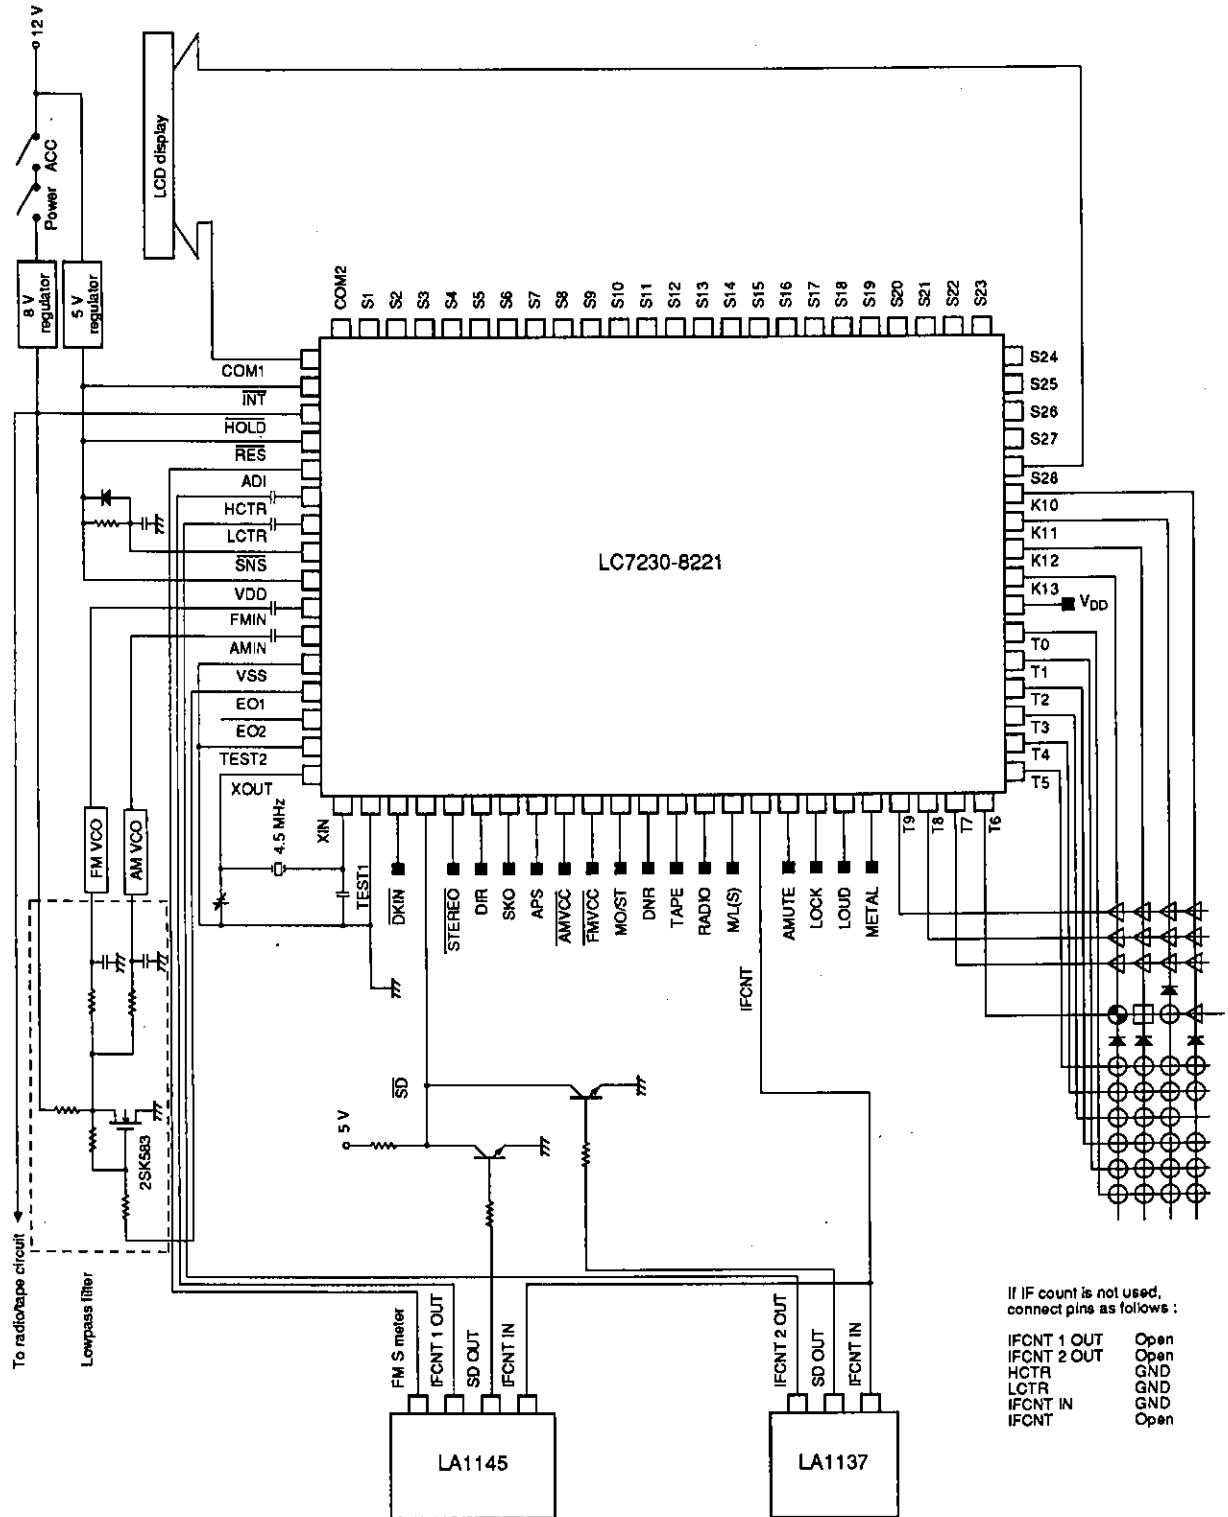 12 V
ACC
Power
8 V
regulator
5 V
regulator
LCD display
COM2
S1
S2
S3
S4
S5
S6
S7
S8
S9
S10
S11
S12
S13
S14
S15
S16
S17
S18
S19
S20
S21
S22
S23
COM1
INT
HOLD
RES
ADI
HCTR
LCTR
SNS
VDD
FMIN
AMIN
VSS
EO1
EO2
TEST2
XOUT
LC7230-8221
S24
S25
S26
S27
S28
K10
K11
K12
K13
VDD
T0
T1
T2
T3
T4
T5
XIN
TEST1
DKIN
STEREO
DIR
SKO
APS
AMVCC
FMVCC
MO/ST
DNR
TAPE
RADIO
M/L(S)
AMUTE
LOCK
LOUD
METAL
T9
T8
T7
T6
4.5 MHz
FM VCO
AM VCO
IFCNT
SD
5 V
2SK583
To radio/tape circuit
Lowpass filter
FM S meter
IFCNT 1 OUT
SD OUT
IFCNT IN
LA1145
IFCNT 2 OUT
SD OUT
IFCNT IN
LA1137
If IF count is not used,
connect pins as follows :
IFCNT 1 OUT Open
IFCNT 2 OUT Open
HCTR GND
LCTR GND
IFCNT IN GND
IFCNT Open